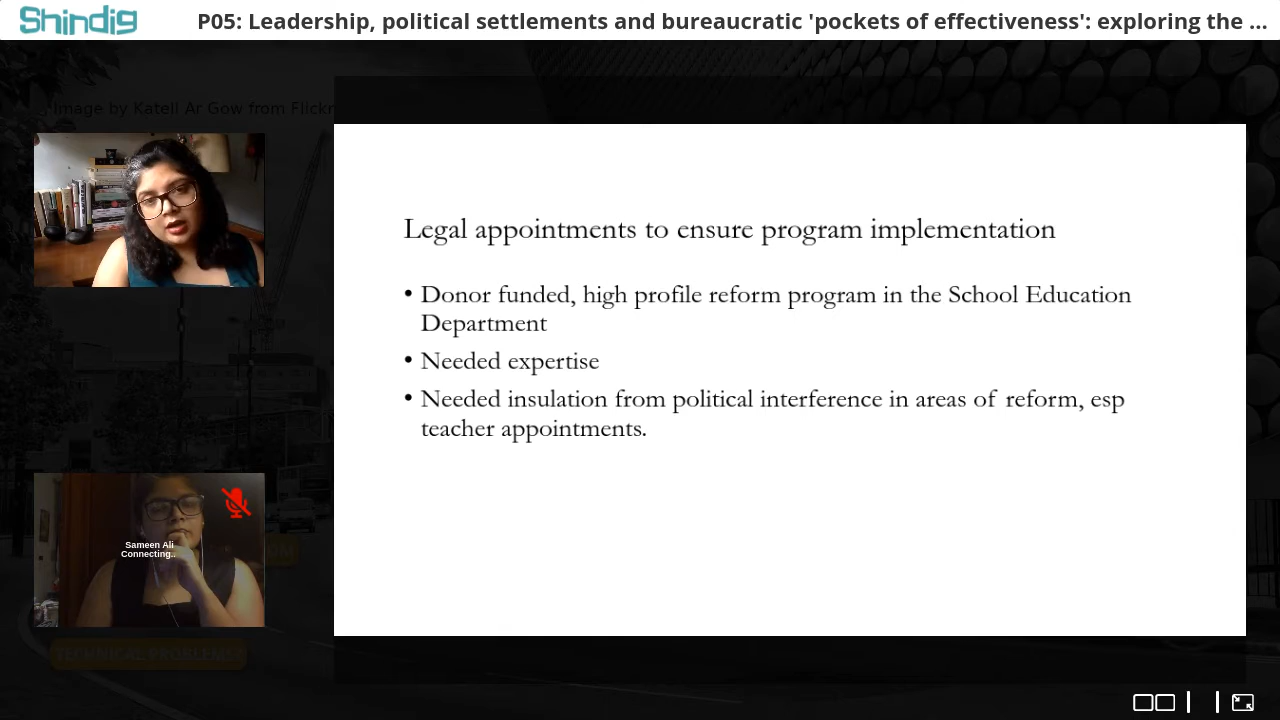 Shindig
P05: Leadership, political settlements and bureaucratic 'pockets of effectiveness': exploring the ...
Image by Katell Ar Gow from Flickr
Legal appointments to ensure program implementation
• Donor funded, high profile reform program in the School Education
Department
• Needed expertise
• Needed insulation from political interference in areas of reform, esp
teacher appointments.
Sameen Ali
Connecting..
TECHNICAL PROBLEMS?